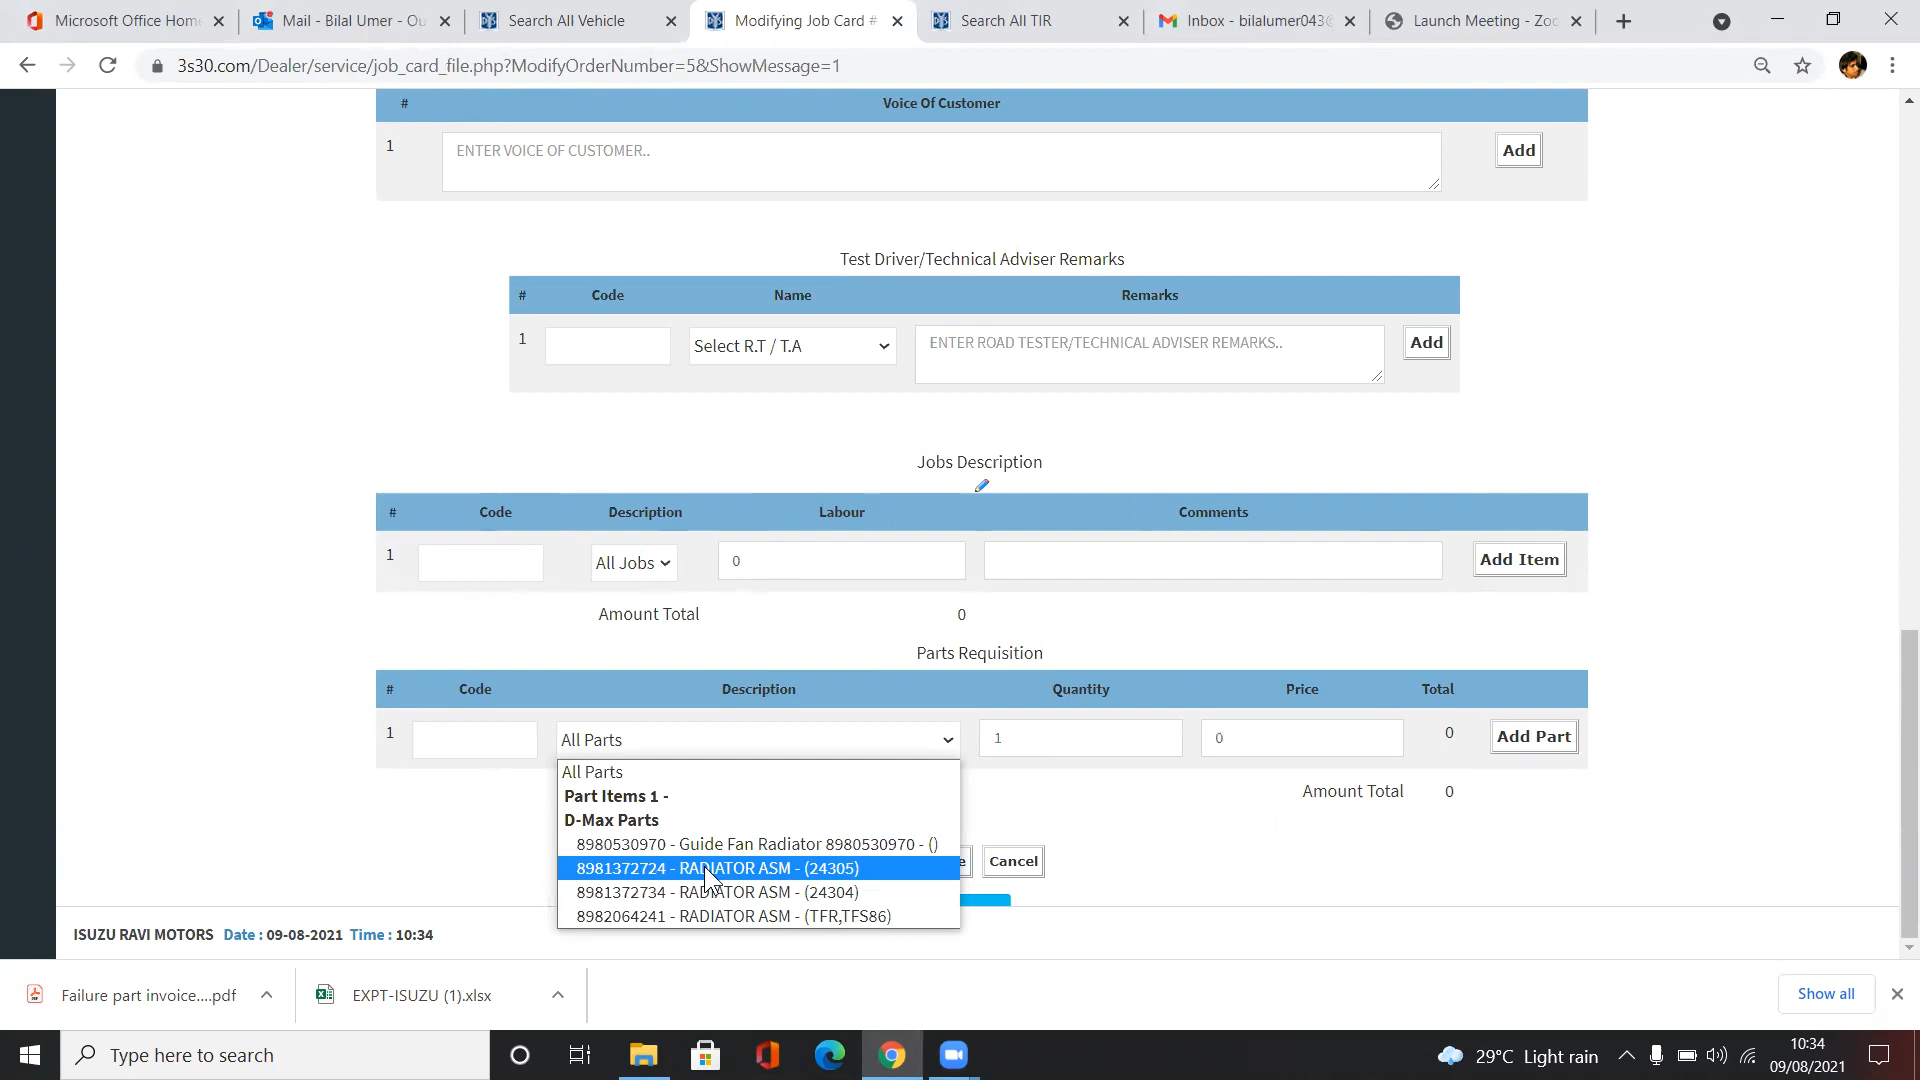 Microsoft Office Home
Mail - Bilal Umer - Ou
Search All Vehicle
Modifying Job Card #
Search All TIR
Inbox - bilalumer043@
Launch Meeting - Zoo
3s30.com/Dealer/service/job_card_file.php?ModifyOrderNumber=5&ShowMessage=1
# Voice Of Customer
1 ENTER VOICE OF CUSTOMER.. Add
Test Driver/Technical Adviser Remarks
# Code Name Remarks
1 Select R.T / T.A ENTER ROAD TESTER/TECHNICAL ADVISER REMARKS.. Add
Jobs Description
# Code Description Labour Comments
1 All Jobs 0 Add Item
Amount Total 0
Parts Requisition
# Code Description Quantity Price Total
1 All Parts 1 0 0 Add Part
All Parts
Part Items 1 -
D-Max Parts
8980530970 - Guide Fan Radiator 8980530970 - ()
8981372724 - RADIATOR ASM - (24305)
8981372734 - RADIATOR ASM - (24304)
8982064241 - RADIATOR ASM - (TFR,TFS86)
Amount Total 0
e Cancel
ISUZU RAVI MOTORS Date : 09-08-2021 Time : 10:34
Failure part invoice....pdf
EXPT-ISUZU (1).xlsx
Show all
Type here to search
29°C Light rain
10:34
09/08/2021